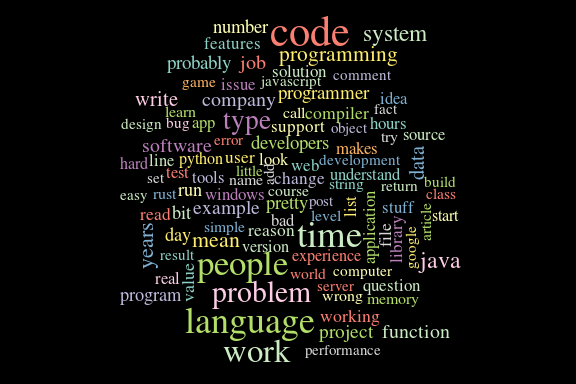 number code system
features programming
probably job solution
game issue javascript comment
write company programmer idea
learn call compiler fact
design bug app type support object hours
software error developers makes try source
hard line python user look web development data
set test tools name little add change understand
easy rust run windows course string return build
read bit example pretty post list application stuff class
years day simple bad level library file google article start
mean reason time
result version experience java
real value people world computer
program problem server wrong question memory
language working
project function
work performance